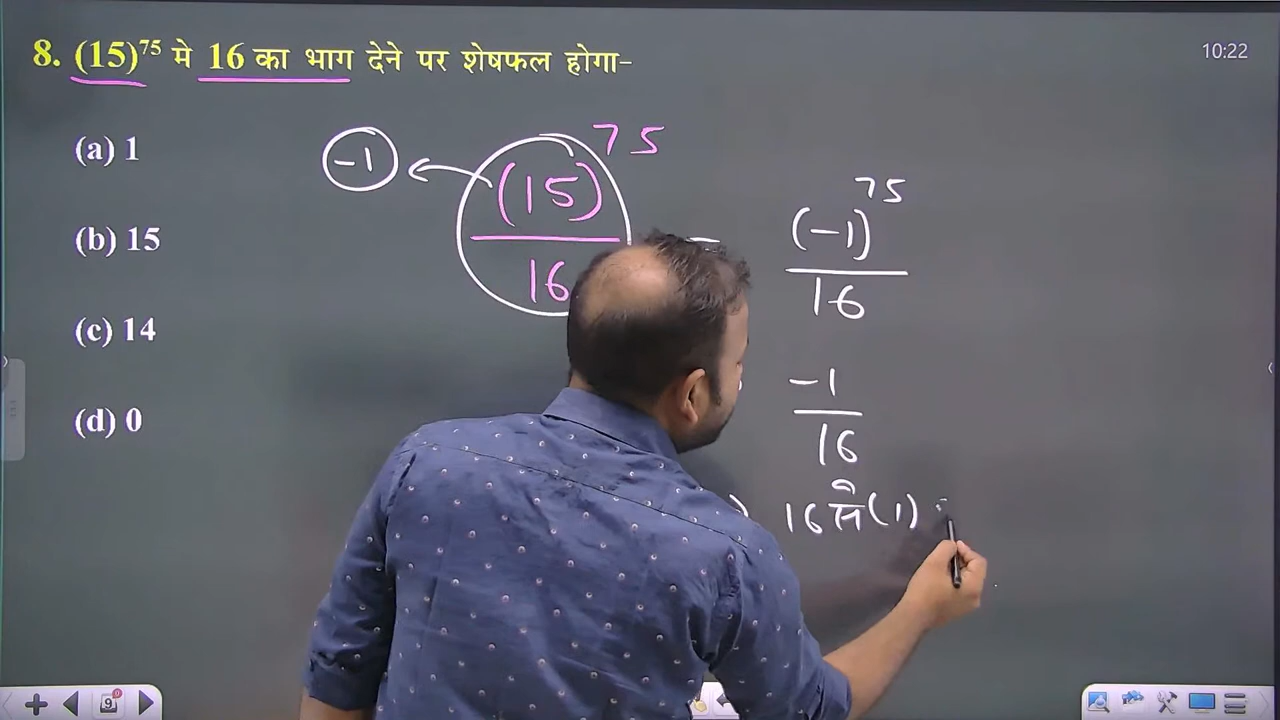 8. (15)⁷⁵ मे 16 का भाग देने पर शेषफल होगा–
10:22
(a) 1
(b) 15
(c) 14
(d) 0
-1
(15)
75
16
(-1)
75
16
-1
16
16 से (1)
9